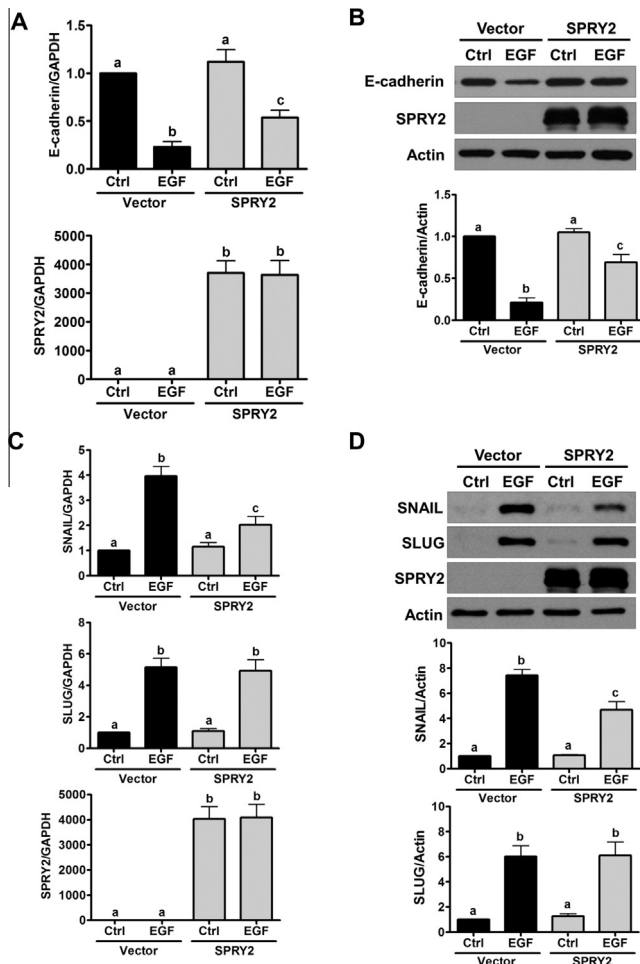 A
E-cadherin/GAPDH
1.5
1.0
0.5
0.0
a
b
a
c
Ctrl EGF Ctrl EGF
Vector SPRY2
SPRY2/GAPDH
5000
4000
3000
2000
1000
0
a a b b
Ctrl EGF Ctrl EGF
Vector SPRY2
B
Vector SPRY2
Ctrl EGF Ctrl EGF
E-cadherin
SPRY2
Actin
E-cadherin/Actin
1.5
1.0
0.5
0.0
a
b
a
c
Ctrl EGF Ctrl EGF
Vector SPRY2
C
SNAIL/GAPDH
5
4
3
2
1
0
a
b
a
c
Ctrl EGF Ctrl EGF
Vector SPRY2
SLUG/GAPDH
8
6
4
2
0
a
b
a
b
Ctrl EGF Ctrl EGF
Vector SPRY2
SPRY2/GAPDH
5000
4000
3000
2000
1000
0
a a b b
Ctrl EGF Ctrl EGF
Vector SPRY2
D
Vector SPRY2
Ctrl EGF Ctrl EGF
SNAIL
SLUG
SPRY2
Actin
SNAIL/Actin
10
8
6
4
2
0
a
b
a
c
Ctrl EGF Ctrl EGF
Vector SPRY2
SLUG/Actin
10
8
6
4
2
0
a
b
a
b
Ctrl EGF Ctrl EGF
Vector SPRY2